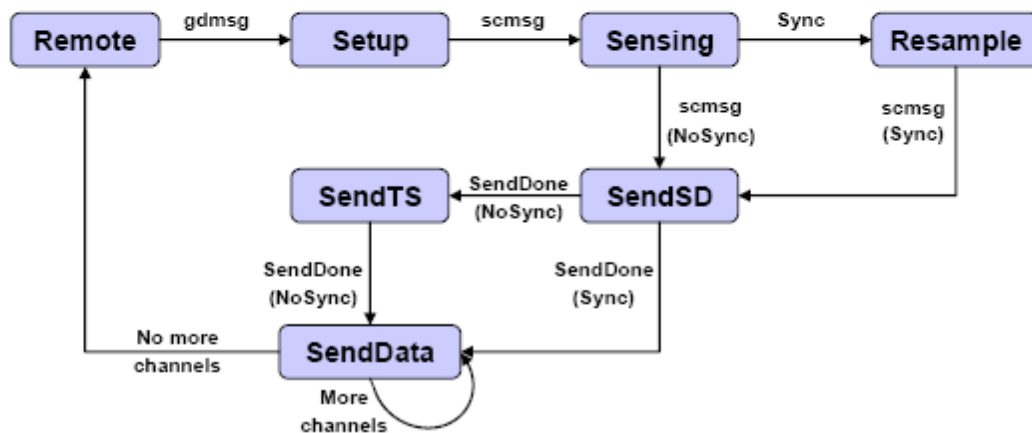 gdmsg
scmsg
Sync
Remote
Setup
Sensing
Resample
scmsg
(NoSync)
scmsg
(Sync)
SendTS
SendDone
(NoSync)
SendSD
SendDone
(NoSync)
SendDone
(Sync)
No more
channels
SendData
More
channels